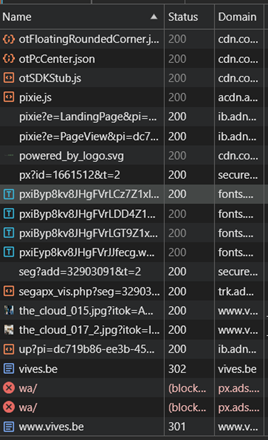 Name Status Domain
otFloatingRoundedCorner.j... 200 cdn.co...
otPcCenter.json 200 cdn.co...
otSDKStub.js 200 cdn.co...
pixie.js 200 acdn.a...
pixie?e=LandingPage&pi=... 200 ib.adn...
pixie?e=PageView&pi=dc7... 200 ib.adn...
powered_by_logo.svg 200 cdn.co...
px?id=1661512&t=2 200 secure...
pxiByp8kv8JHgFVrLCz7Z1xl... 200 fonts....
pxiByp8kv8JHgFVrLDD4Z1... 200 fonts....
pxiByp8kv8JHgFVrLGT9Z1x... 200 fonts....
pxiEyp8kv8JHgFVrJJfecg.w... 200 fonts....
seg?add=32903091&t=2 200 secure...
segapx_vis.php?seg=32903... 200 trk.ad...
the_cloud_015.jpg?itok=A... 200 www.v...
the_cloud_017_2.jpg?itok=I... 200 www.v...
up?pi=dc719b86-ee3b-45... 200 ib.adn...
vives.be 302 vives.be
wa/ (block... px.ads....
wa/ (block... px.ads....
www.vives.be 301 www.v...